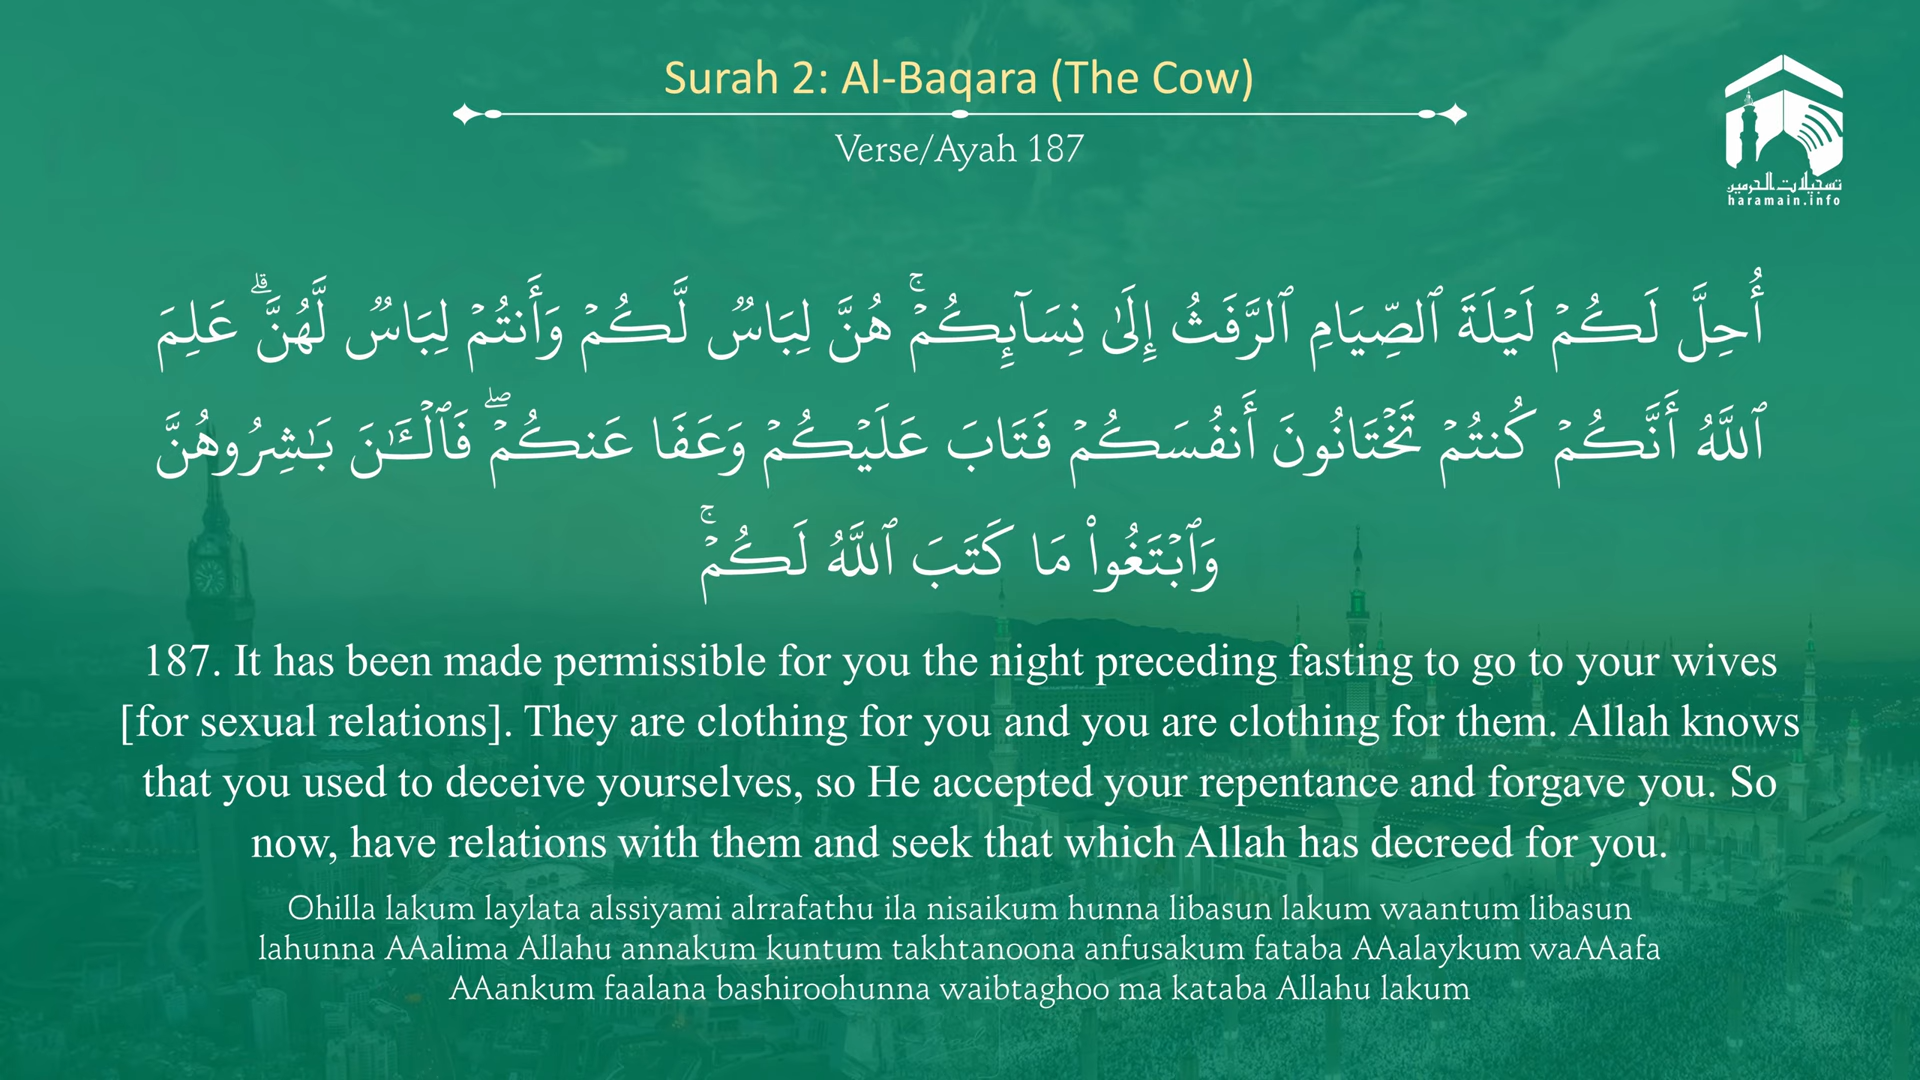 Surah 2: Al-Baqara (The Cow)
Verse/Ayah 187
تسجيلات الحرمين
haramain.info
أُحِلَّ لَكُمۡ لَيۡلَةَ ٱلصِّيَامِ ٱلرَّفَثُ إِلَىٰ نِسَآئِكُمۡۚ هُنَّ لِبَاسٞ لَّكُمۡ وَأَنتُمۡ لِبَاسٞ لَّهُنَّۗ عَلِمَ
ٱللَّهُ أَنَّكُمۡ كُنتُمۡ تَخۡتَانُونَ أَنفُسَكُمۡ فَتَابَ عَلَيۡكُمۡ وَعَفَا عَنكُمۡۖ فَٱلۡـَٰٔنَ بَٰشِرُوهُنَّ
وَٱبۡتَغُواْ مَا كَتَبَ ٱللَّهُ لَكُمۡۚ
187. It has been made permissible for you the night preceding fasting to go to your wives
[for sexual relations]. They are clothing for you and you are clothing for them. Allah knows
that you used to deceive yourselves, so He accepted your repentance and forgave you. So
now, have relations with them and seek that which Allah has decreed for you.
Ohilla lakum laylata alssiyami alrrafathu ila nisaikum hunna libasun lakum waantum libasun
lahunna AAalima Allahu annakum kuntum takhtanoona anfusakum fataba AAalaykum waAAafa
AAankum faalana bashiroohunna waibtaghoo ma kataba Allahu lakum